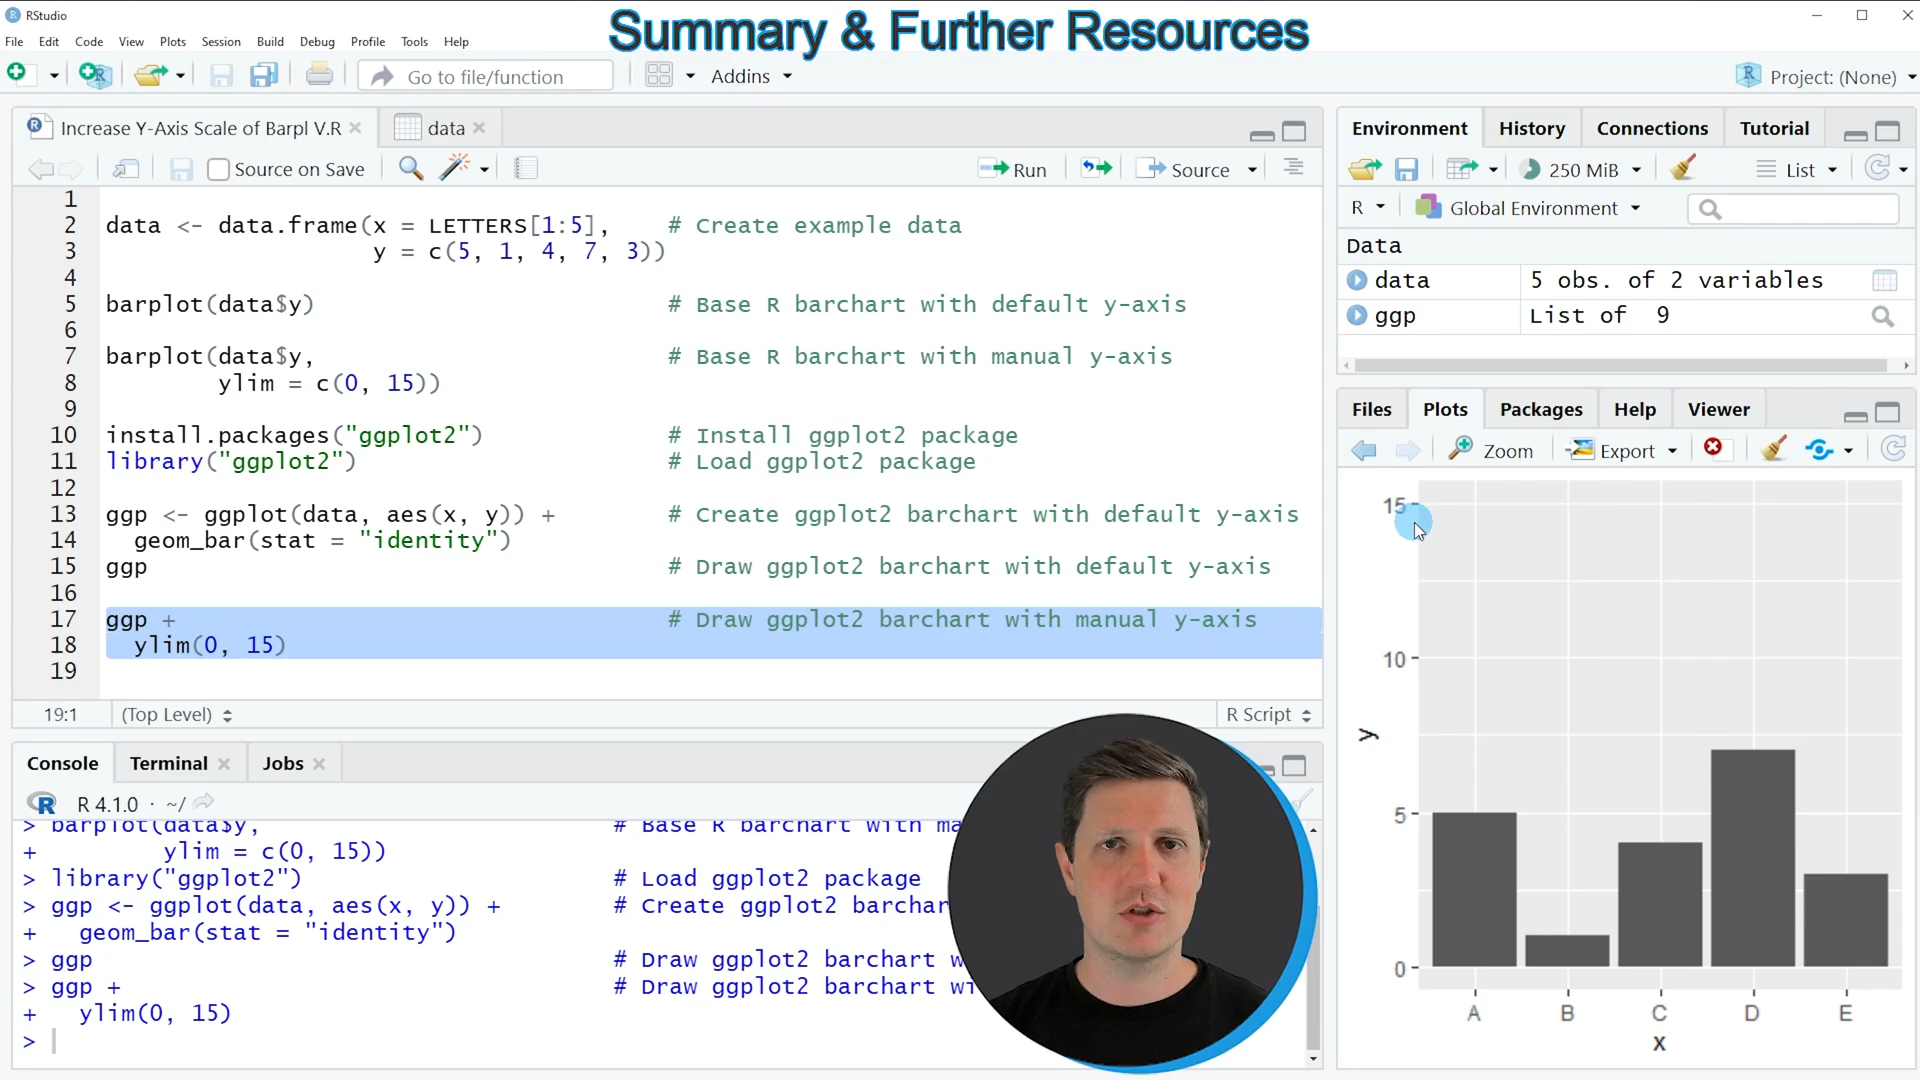 RStudio
Summary & Further Resources
File Edit Code View Plots Session Build Debug Profile Tools Help
Go to file/function
Addins
Project: (None)
Increase Y-Axis Scale of Barpl V.R
data
Source on Save
Run
Source
1
2 data <- data.frame(x = LETTERS[1:5], # Create example data
3 y = c(5, 1, 4, 7, 3))
4
5 barplot(data$y) # Base R barchart with default y-axis
6
7 barplot(data$y, # Base R barchart with manual y-axis
8 ylim = c(0, 15))
9
10 install.packages("ggplot2") # Install ggplot2 package
11 library("ggplot2") # Load ggplot2 package
12
13 ggp <- ggplot(data, aes(x, y)) + # Create ggplot2 barchart with default y-axis
14 geom_bar(stat = "identity")
15 ggp # Draw ggplot2 barchart with default y-axis
16
17 ggp + # Draw ggplot2 barchart with manual y-axis
18 ylim(0, 15)
19
19:1 (Top Level) R Script
Console Terminal Jobs
R 4.1.0 · ~/
> barplot(data$y, # Base R barchart with
+ ylim = c(0, 15))
> library("ggplot2") # Load ggplot2 package
> ggp <- ggplot(data, aes(x, y)) + # Create ggplot2
+ geom_bar(stat = "identity")
> ggp # Draw ggplot2 barchart
> ggp + # Draw ggplot2 barchart
+ ylim(0, 15)
>
Environment History Connections Tutorial
250 MiB
List
R Global Environment
Data
data 5 obs. of 2 variables
ggp List of 9
Files Plots Packages Help Viewer
Zoom Export
15
10
5
0
y
A B C D E
x